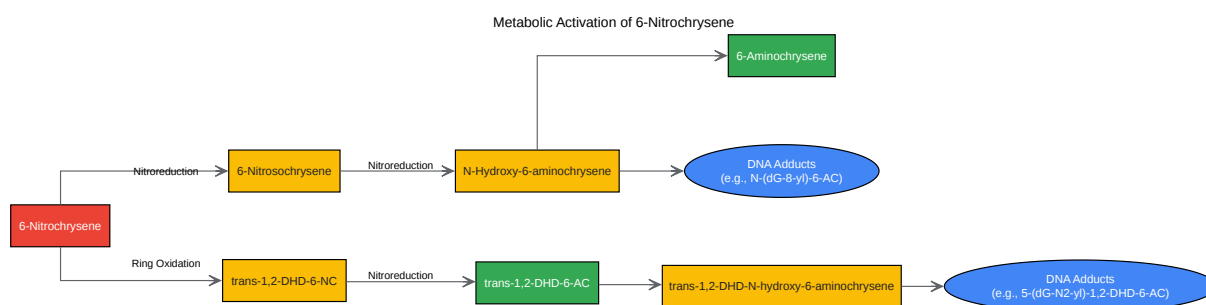 Metabolic Activation of 6-Nitrochrysene
6-Aminochrysene
Nitroreduction
6-Nitrosochrysene
Nitroreduction
N-Hydroxy-6-aminochrysene
DNA Adducts
(e.g., N-(dG-8-yl)-6-AC)
6-Nitrochrysene
Ring Oxidation
trans-1,2-DHD-6-NC
Nitroreduction
trans-1,2-DHD-6-AC
trans-1,2-DHD-N-hydroxy-6-aminochrysene
DNA Adducts
(e.g., 5-(dG-N2-yl)-1,2-DHD-6-AC)